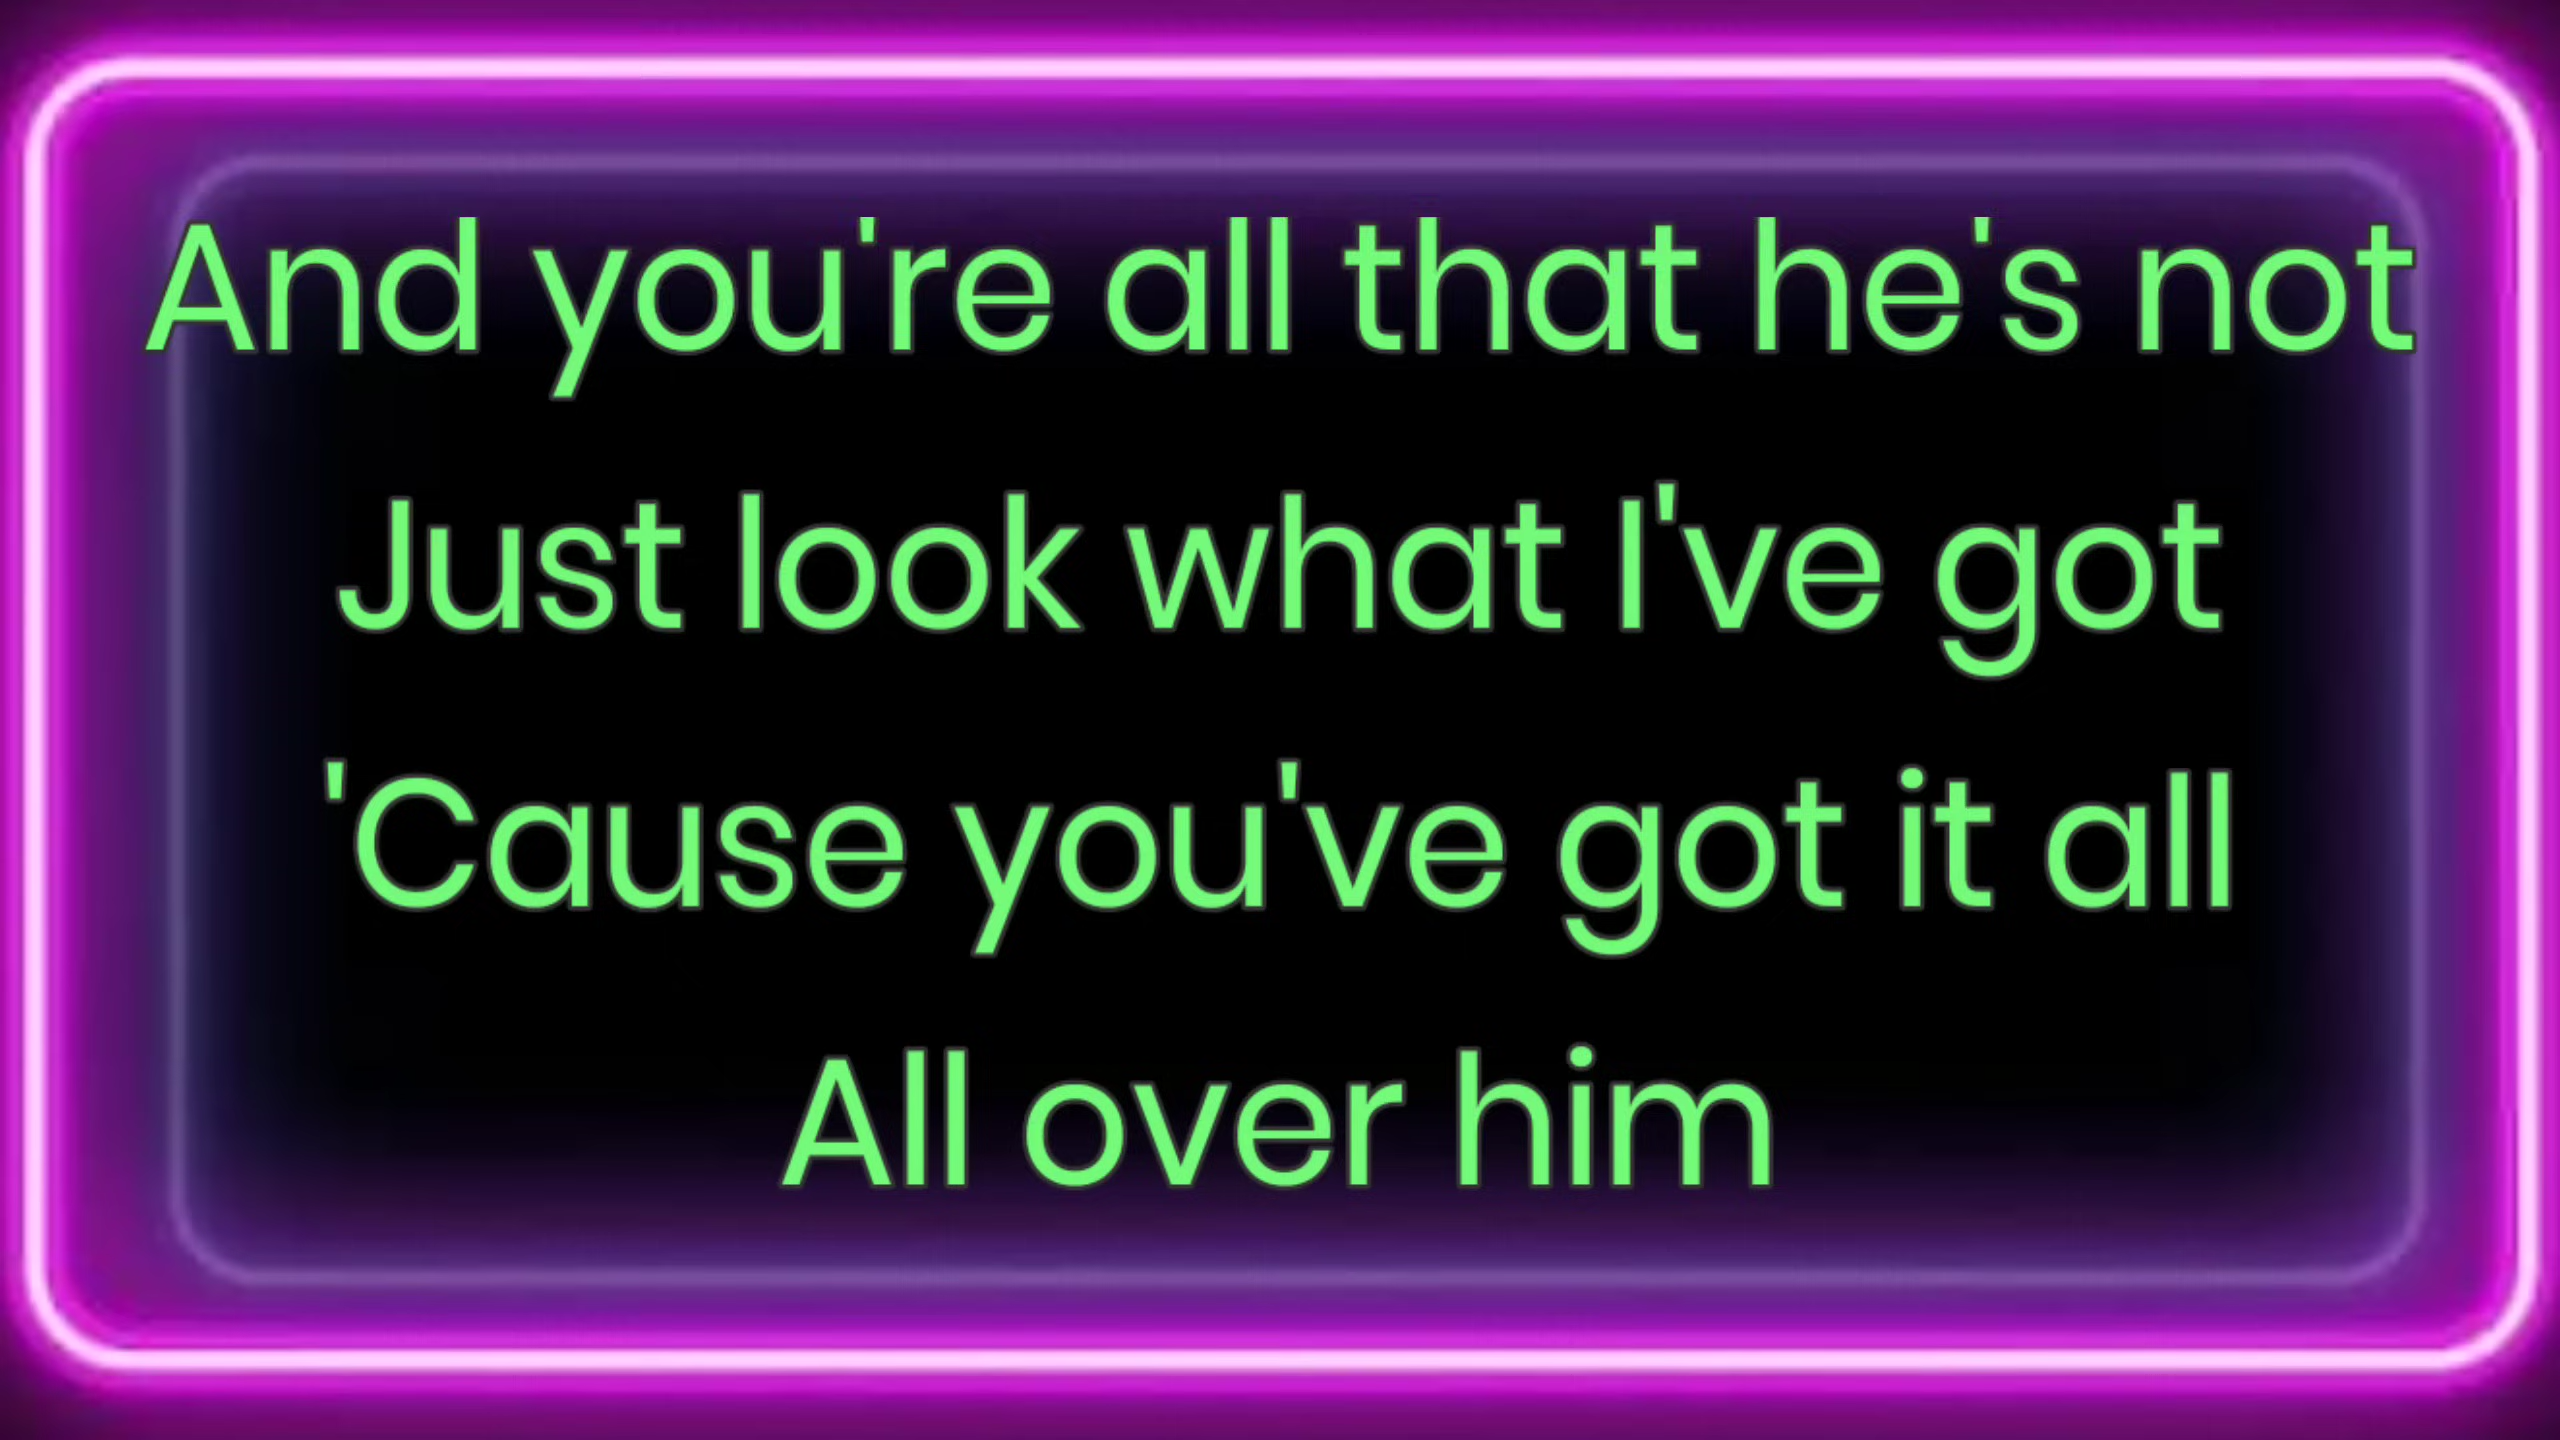 And you're all that he's not
Just look what I've got
'Cause you've got it all
All over him